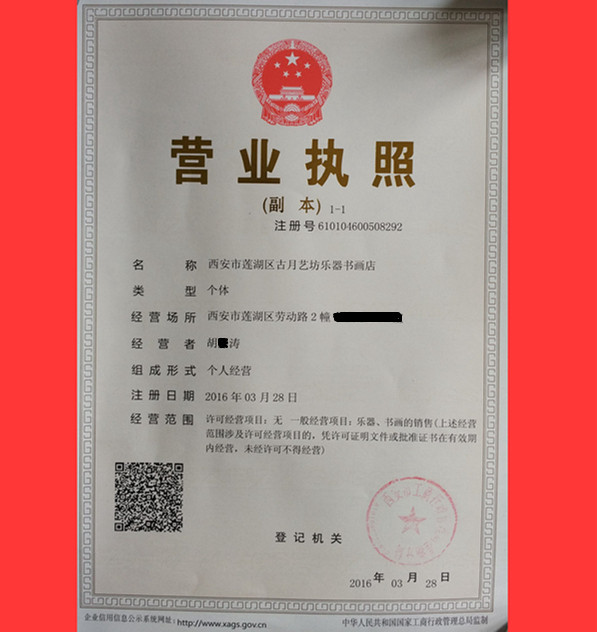 营业执照
(副 本) 1-1
注册号 610104600508292
名 称 西安市莲湖区古月艺坊乐器书画店
类 型 个体
经营场所 西安市莲湖区劳动路2幢
经 营 者 胡 涛
组成形式 个人经营
注册日期 2016年03月28日
经营范围 许可经营项目：无 一般经营项目：乐器、书画的销售(上述经营
范围涉及许可经营项目的，凭许可证明文件或批准证书在有效期
内经营，未经许可不得经营)
登记机关
2016年 03月 28日
企业信用信息公示系统网址：http://www.xags.gov.cn
中华人民共和国国家工商行政管理总局监制